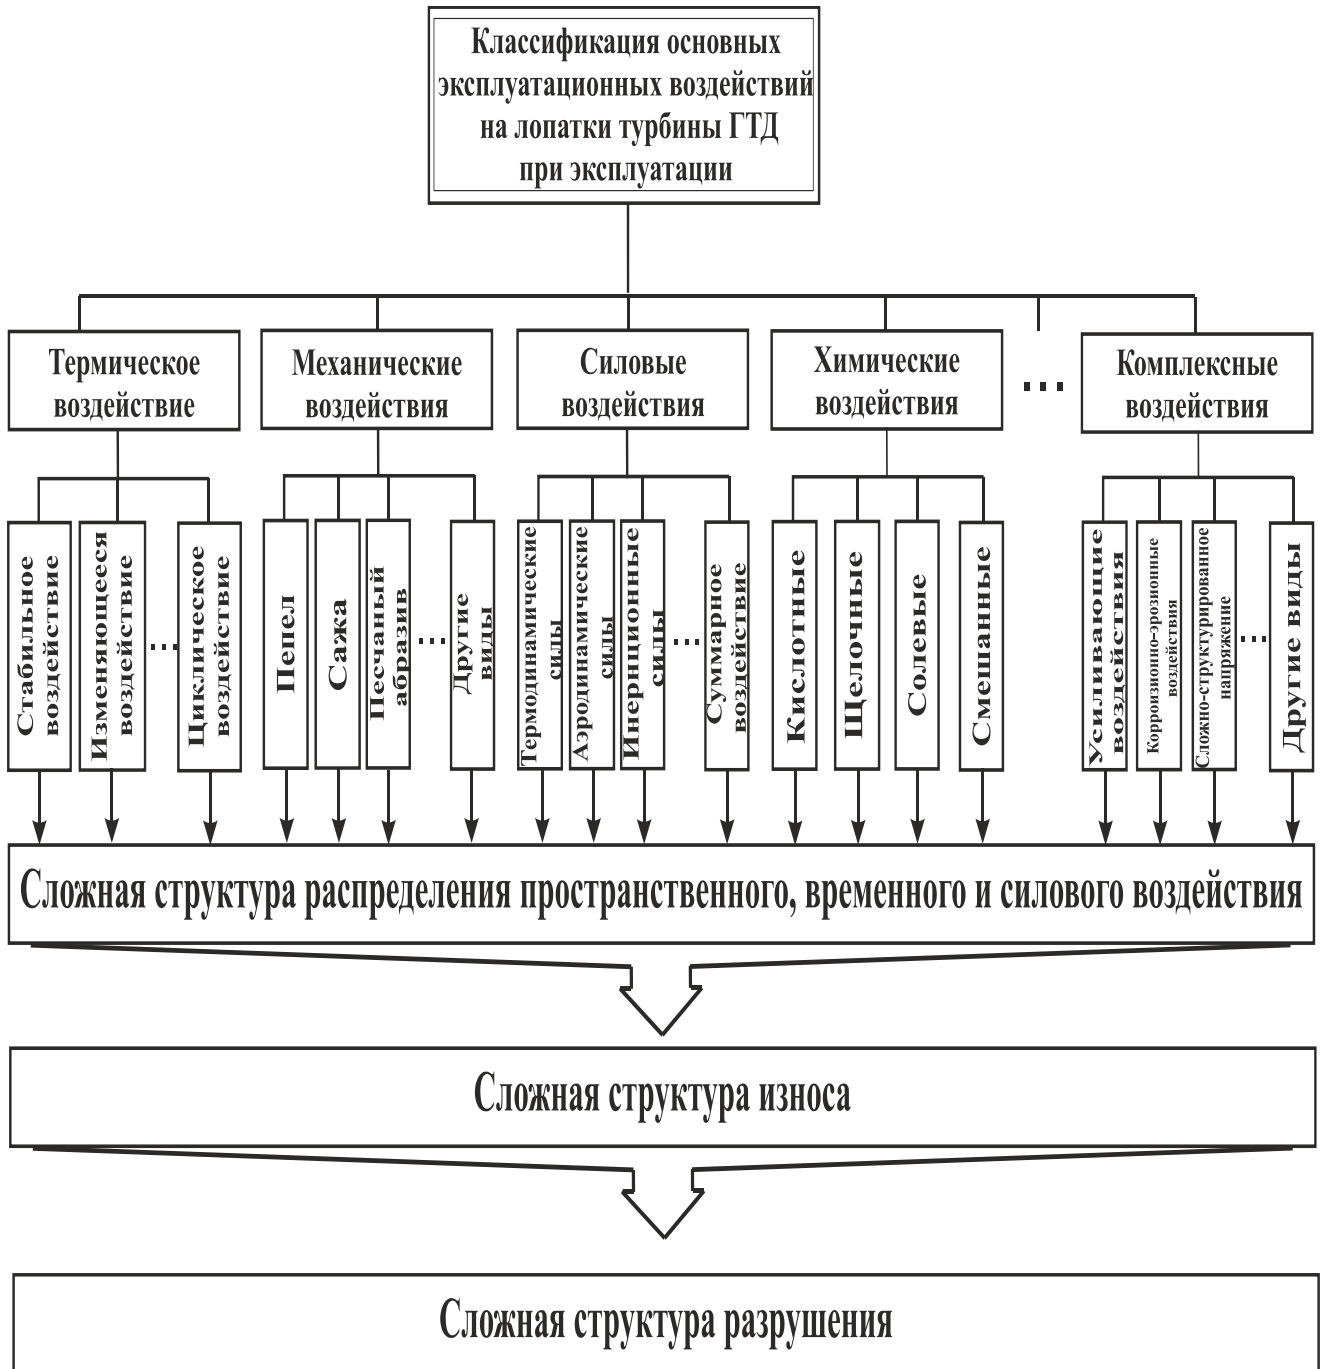 Классификация основных
эксплуатационных воздействий
на лопатки турбины ГТД
при эксплуатации
Термическое
воздействие
Механические
воздействия
Силовые
воздействия
Химические
воздействия
Комплексные
воздействия
Стабильное
воздействие
Изменяющееся
воздействие
Циклическое
воздействие
Пепел
Сажа
Песчаный
абразив
Другие
виды
Термодинамические
силы
Аэродинамические
силы
Инернционные
силы
Суммарное
воздействие
Кислотные
Щелочные
Солевые
Смешанные
Усиливающие
воздействия
Корроизионно-эрозионные
воздействия
Сложно-структурированное
напряжение
Другие виды
Сложная структура распределения пространственного, временного и силового воздействия
Сложная структура износа
Сложная структура разрушения